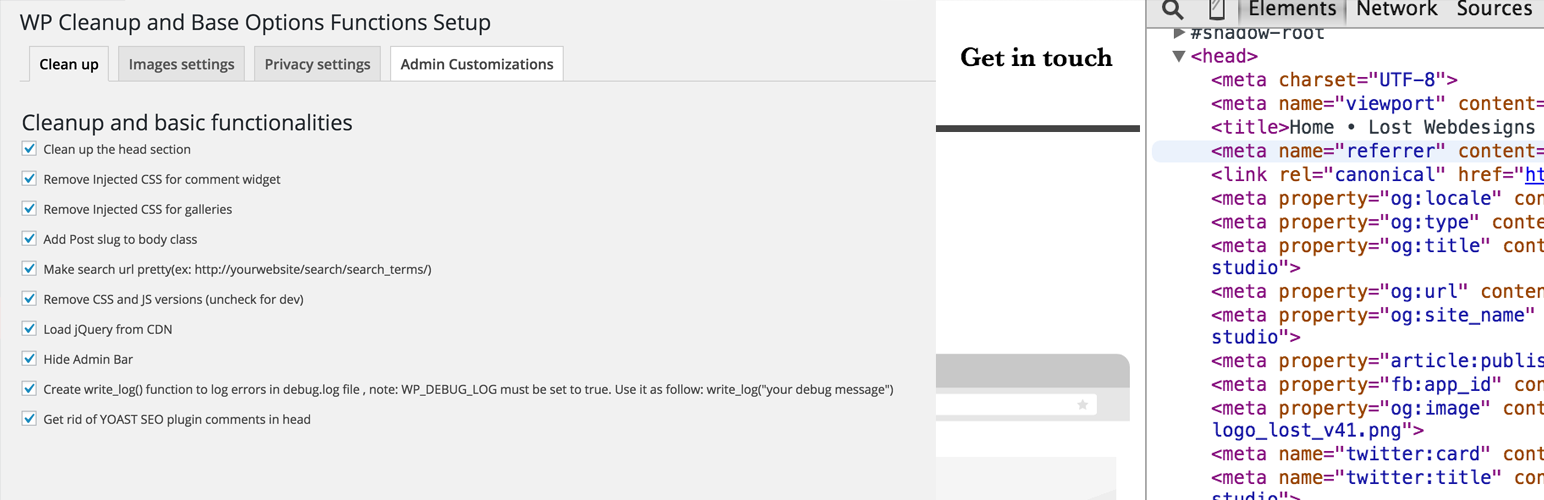 WP Cleanup and Base Options Functions Setup
Clean up
Images settings
Privacy settings
Admin Customizations
Cleanup and basic functionalities
Clean up the head section
Remove Injected CSS for comment widget
Remove Injected CSS for galleries
Add Post slug to body class
Make search url pretty(ex: http://yourwebsite/search/search_terms/)
Remove CSS and JS versions (uncheck for dev)
Load jQuery from CDN
Hide Admin Bar
Create write_log() function to log errors in debug.log file , note: WP_DEBUG_LOG must be set to true. Use it as follow: write_log("your debug message")
Get rid of YOAST SEO plugin comments in head
Get in touch
Elements Network Sources
#shadow-root
<head>
<meta charset="UTF-8">
<meta name="viewport" content=
<title>Home • Lost Webdesigns
<meta name="referrer" content=
<link rel="canonical" href="ht
<meta property="og:locale" con
<meta property="og:type" conte
<meta property="og:title" cont
studio">
<meta property="og:url" conten
<meta property="og:site_name"
studio">
<meta property="article:publis
<meta property="fb:app_id" con
<meta property="og:image" cont
logo_lost_v41.png">
<meta name="twitter:card" cont
<meta name="twitter:title" cont
studio">